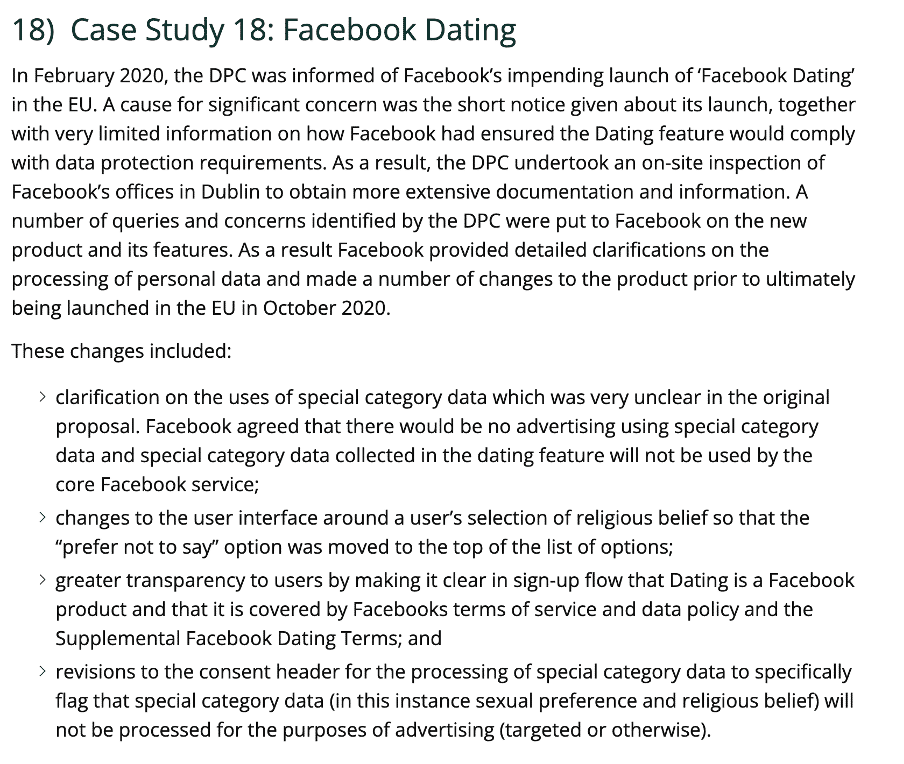 18) Case Study 18: Facebook Dating
In February 2020, the DPC was informed of Facebook's impending launch of 'Facebook Dating'
in the EU. A cause for significant concern was the short notice given about its launch, together
with very limited information on how Facebook had ensured the Dating feature would comply
with data protection requirements. As a result, the DPC undertook an on-site inspection of
Facebook's offices in Dublin to obtain more extensive documentation and information. A
number of queries and concerns identified by the DPC were put to Facebook on the new
product and its features. As a result Facebook provided detailed clarifications on the
processing of personal data and made a number of changes to the product prior to ultimately
being launched in the EU in October 2020.
These changes included:
> clarification on the uses of special category data which was very unclear in the original
proposal. Facebook agreed that there would be no advertising using special category
data and special category data collected in the dating feature will not be used by the
core Facebook service;
> changes to the user interface around a user's selection of religious belief so that the
“prefer not to say” option was moved to the top of the list of options;
> greater transparency to users by making it clear in sign-up flow that Dating is a Facebook
product and that it is covered by Facebooks terms of service and data policy and the
Supplemental Facebook Dating Terms; and
> revisions to the consent header for the processing of special category data to specifically
flag that special category data (in this instance sexual preference and religious belief) will
not be processed for the purposes of advertising (targeted or otherwise).